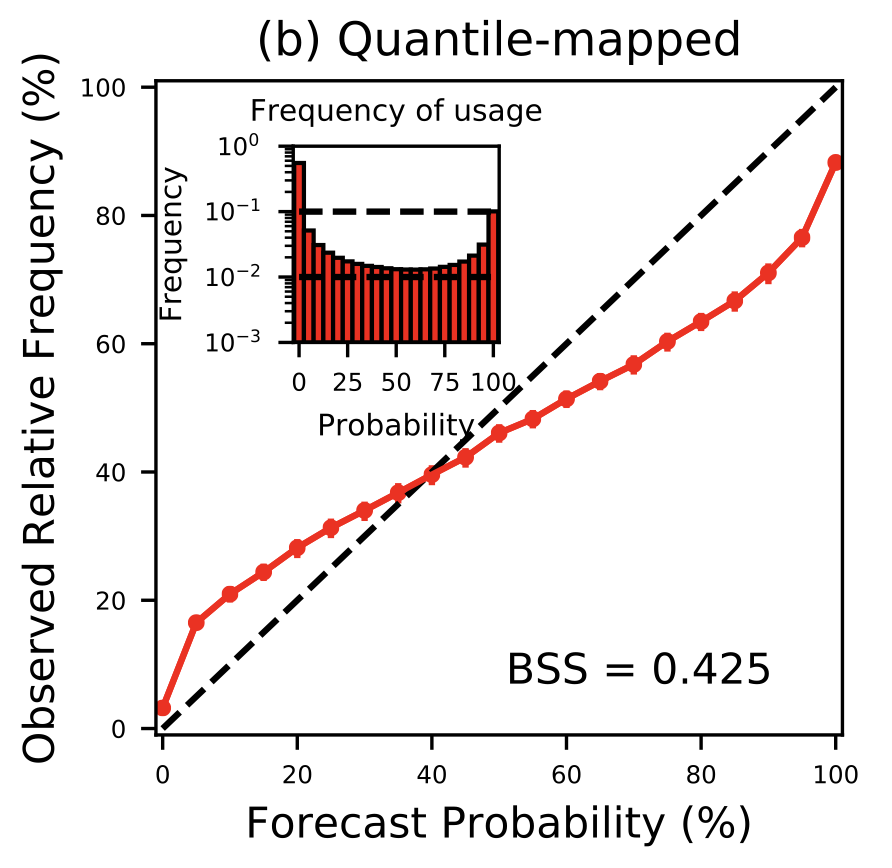 (b) Quantile-mapped
Observed Relative Frequency (%)
100
80
60
40
20
0
Frequency of usage
Frequency
10⁰
10⁻¹
10⁻²
10⁻³
0 25 50 75 100
Probability
BSS = 0.425
0 20 40 60 80 100
Forecast Probability (%)